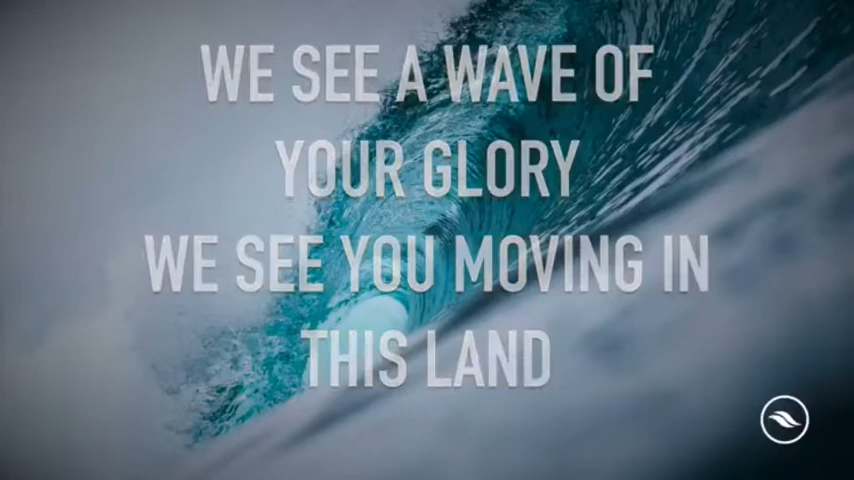 WE SEE A WAVE OF
YOUR GLORY
WE SEE YOU MOVING IN
THIS LAND